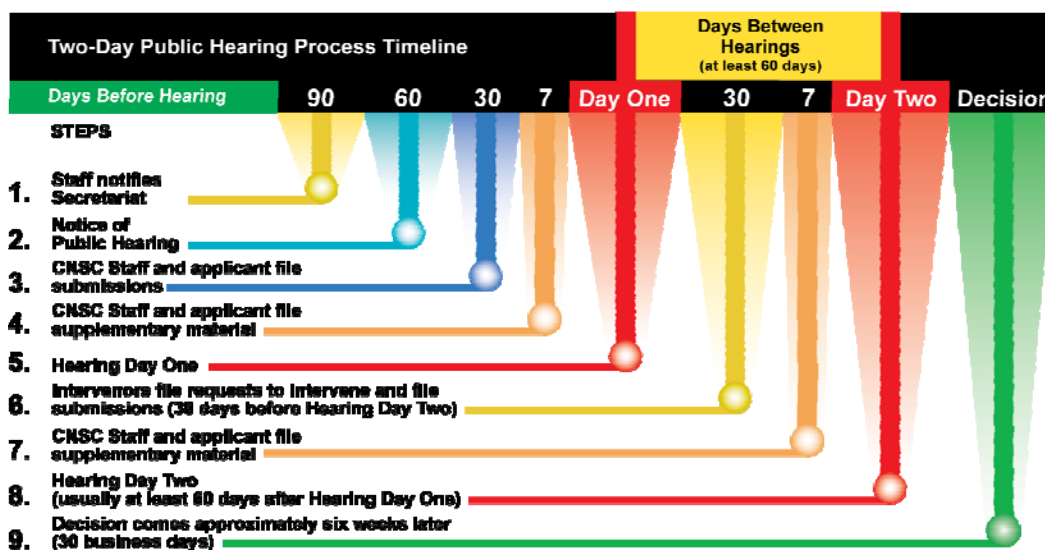 Two-Day Public Hearing Process Timeline
Days Between
Hearings
(at least 60 days)
Days Before Hearing 90 60 30 7 Day One 30 7 Day Two Decision
STEPS
1. Staff notifies
Secretariat
2. Notice of
Public Hearing
3. CNSC Staff and applicant file
submissions
4. CNSC Staff and applicant file
supplementary material
5. Hearing Day One
6. Intervenors file requests to intervene and file
submissions (30 days before Hearing Day Two)
7. CNSC Staff and applicant file
supplementary material
8. Hearing Day Two
(usually at least 60 days after Hearing Day One)
9. Decision comes approximately six weeks later
(30 business days)